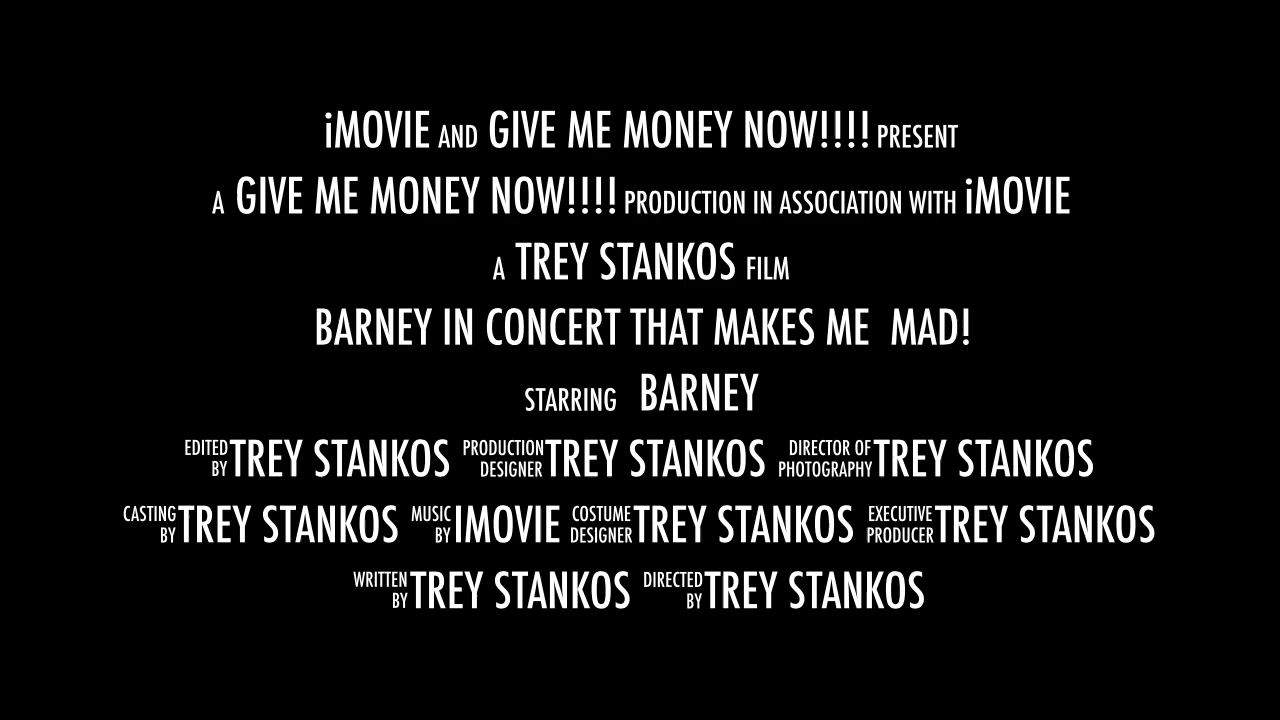 iMOVIE AND GIVE ME MONEY NOW!!!! PRESENT
A GIVE ME MONEY NOW!!!! PRODUCTION IN ASSOCIATION WITH iMOVIE
A TREY STANKOS FILM
BARNEY IN CONCERT THAT MAKES ME  MAD!
STARRING BARNEY
EDITED BY TREY STANKOS PRODUCTION DESIGNER TREY STANKOS DIRECTOR OF PHOTOGRAPHY TREY STANKOS
CASTING BY TREY STANKOS MUSIC BY IMOVIE COSTUME DESIGNER TREY STANKOS EXECUTIVE PRODUCER TREY STANKOS
WRITTEN BY TREY STANKOS DIRECTED BY TREY STANKOS